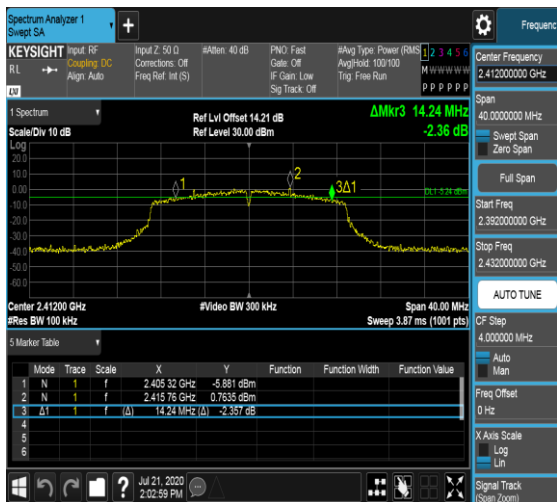 Spectrum Analyzer 1
Swept SA
+
Frequenc
KEYSIGHT Input: RF Input Z: 50 Ω #Atten: 40 dB PNO: Fast #Avg Type: Power (RMS 1 2 3 4 5 6
RL Coupling: DC Corrections: Off Gate: Off Avg|Hold: 100/100 M W W W W W
Align: Auto Freq Ref: Int (S) IF Gain: Low Trig: Free Run
Sig Track: Off P P P P P P
LXI
1 Spectrum Ref Lvl Offset 14.21 dB ΔMkr3 14.24 MHz
Scale/Div 10 dB Ref Level 30.00 dBm -2.36 dB
Log
20.0
10.0
0.00
-10.0
-20.0
-30.0
-40.0
-50.0
-60.0
1
2
3Δ1
DL1 -5.24 dBm
Center 2.41200 GHz #Video BW 300 kHz Span 40.00 MHz
#Res BW 100 kHz Sweep 3.87 ms (1001 pts)
5 Marker Table
Mode Trace Scale X Y Function Function Width Function Value
1 N 1 f 2.405 32 GHz -5.881 dBm
2 N 1 f 2.415 76 GHz 0.7635 dBm
3 Δ1 1 f (Δ) 14.24 MHz (Δ) -2.357 dB
4
5
6
Jul 21, 2020
2:02:59 PM
?
Center Frequency
2.412000000 GHz
Span
40.0000000 MHz
Swept Span
Zero Span
Full Span
Start Freq
2.392000000 GHz
Stop Freq
2.432000000 GHz
AUTO TUNE
CF Step
4.000000 MHz
Auto
Man
Freq Offset
0 Hz
X Axis Scale
Log
Lin
Signal Track
(Span Zoom)